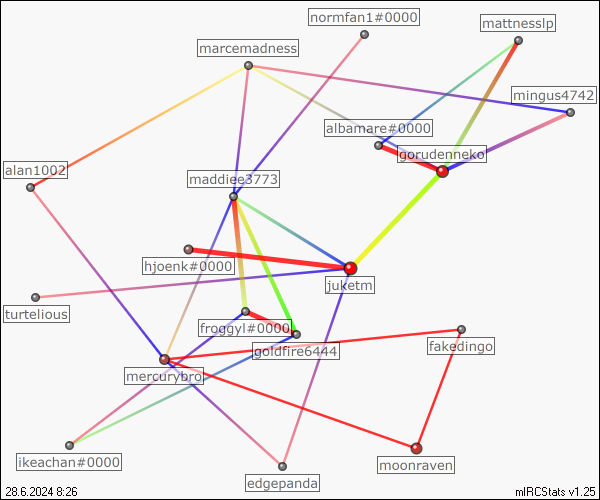 normfan1#0000
mattnesslp
marcemadness
mingus4742
albamare#0000
gorudenneko
alan1002
maddiee3773
hjoenk#0000
juketm
turtelious
froggyl#0000
goldfire6444
fakedingo
mercurybro
ikeachan#0000
moonraven
edgepanda
28.6.2024 8:26
mIRCStats v1.25